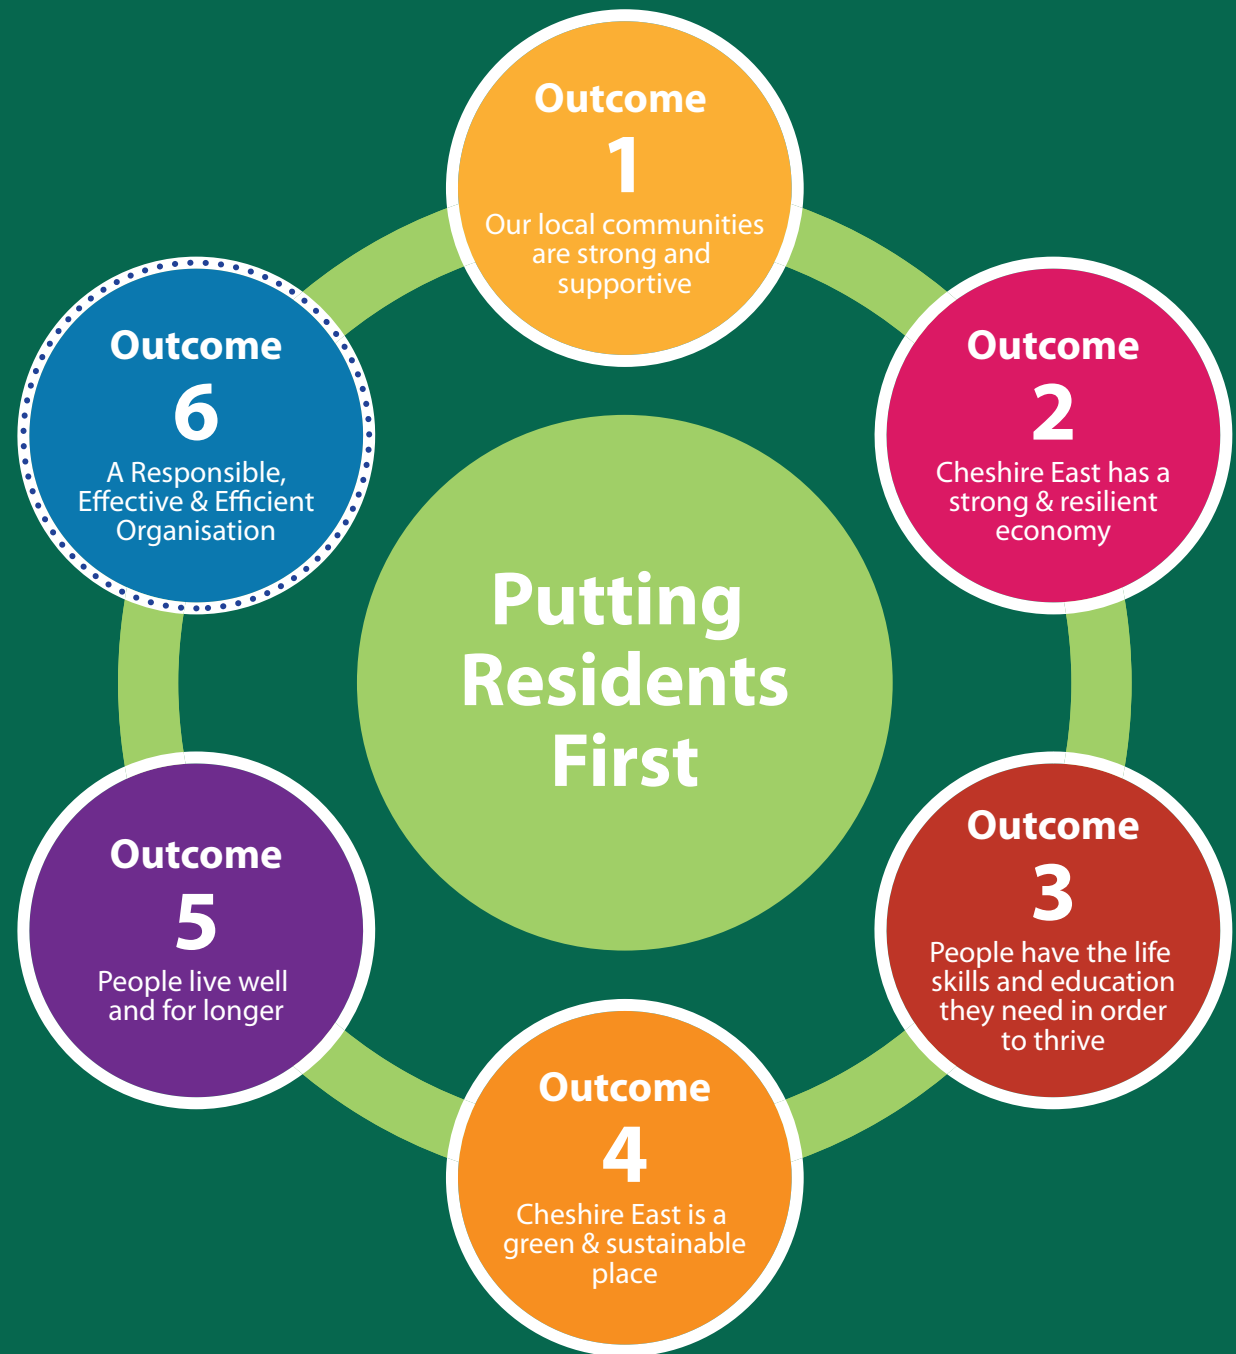 Outcome
1
Our local communities
are strong and
supportive
Outcome
2
Cheshire East has a
strong & resilient
economy
Outcome
3
People have the life
skills and education
they need in order
to thrive
Outcome
4
Cheshire East is a
green & sustainable
place
Outcome
5
People live well
and for longer
Outcome
6
A Responsible,
Effective & Efficient
Organisation
Putting
Residents
First